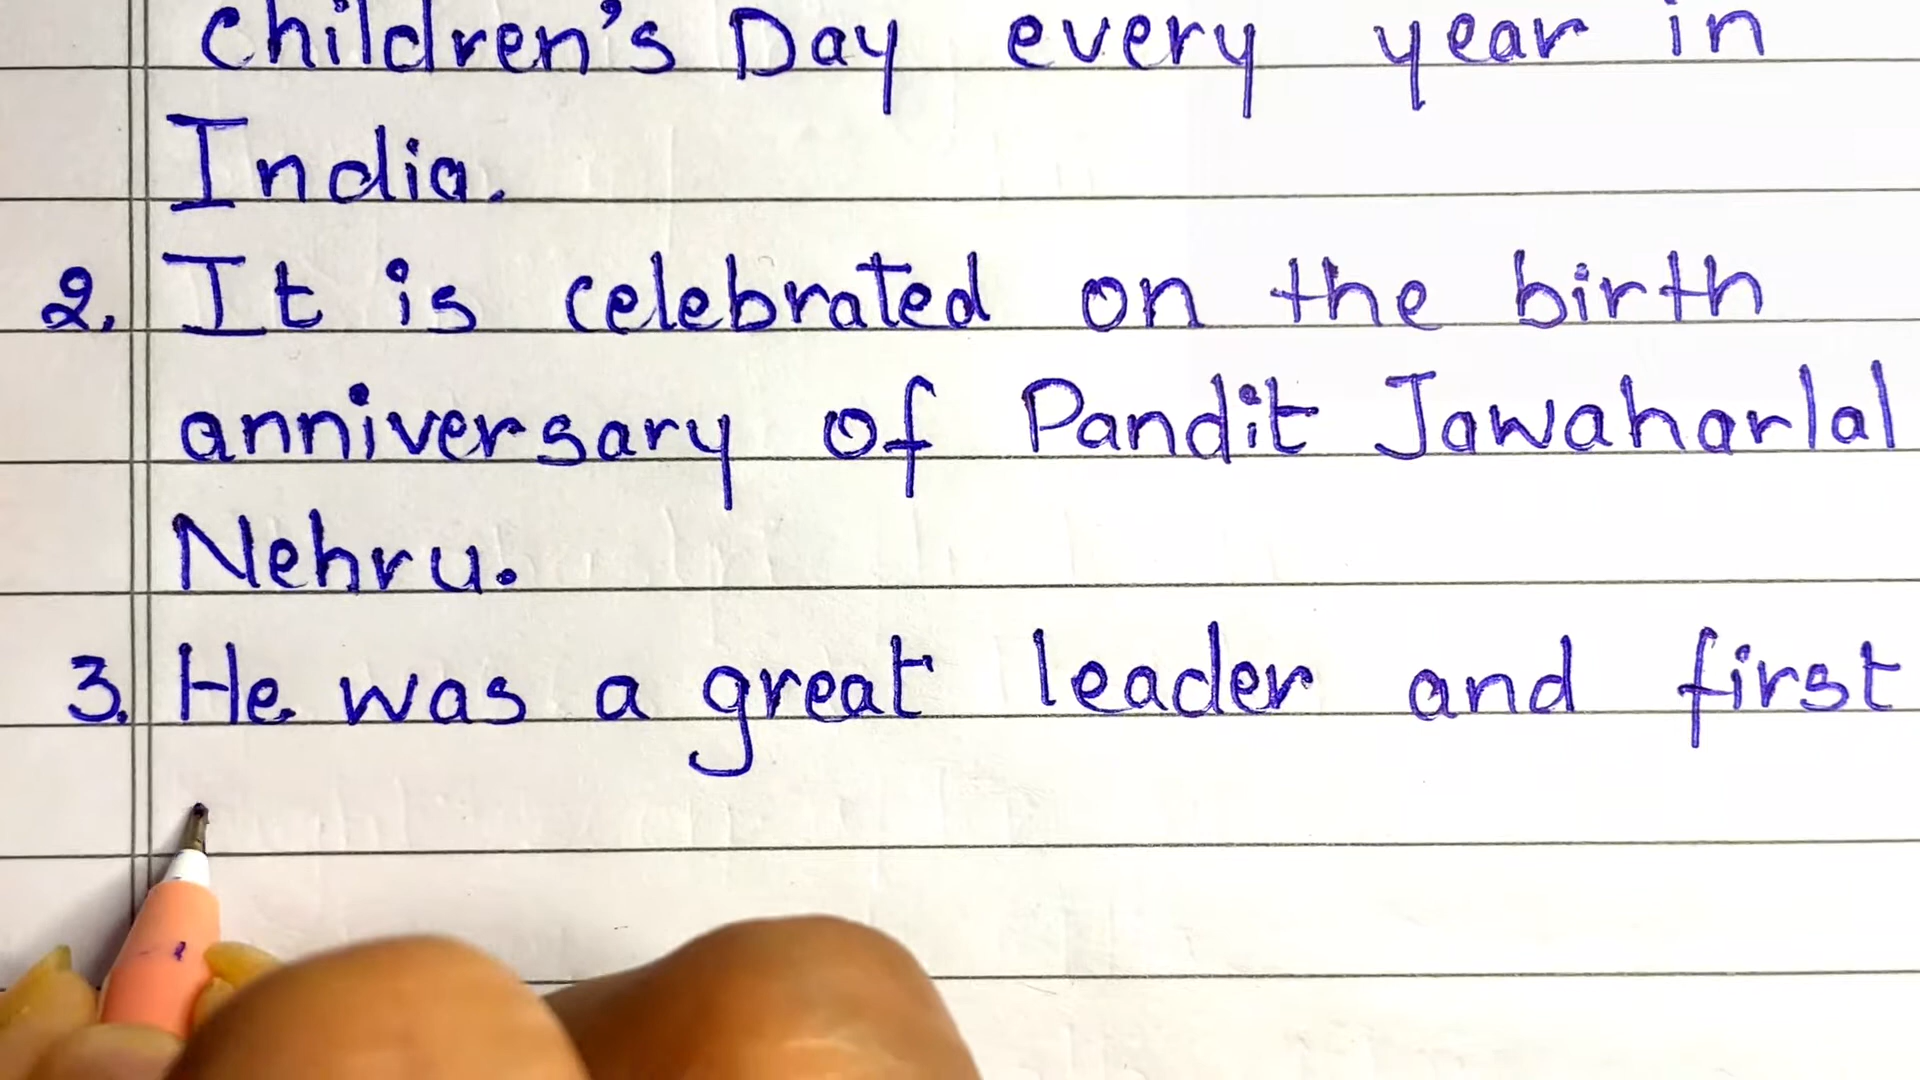 children's Day every year in
India.
2. It is celebrated on the birth
anniversary of Pandit Jawaharlal
Nehru.
3. He was a great leader and first